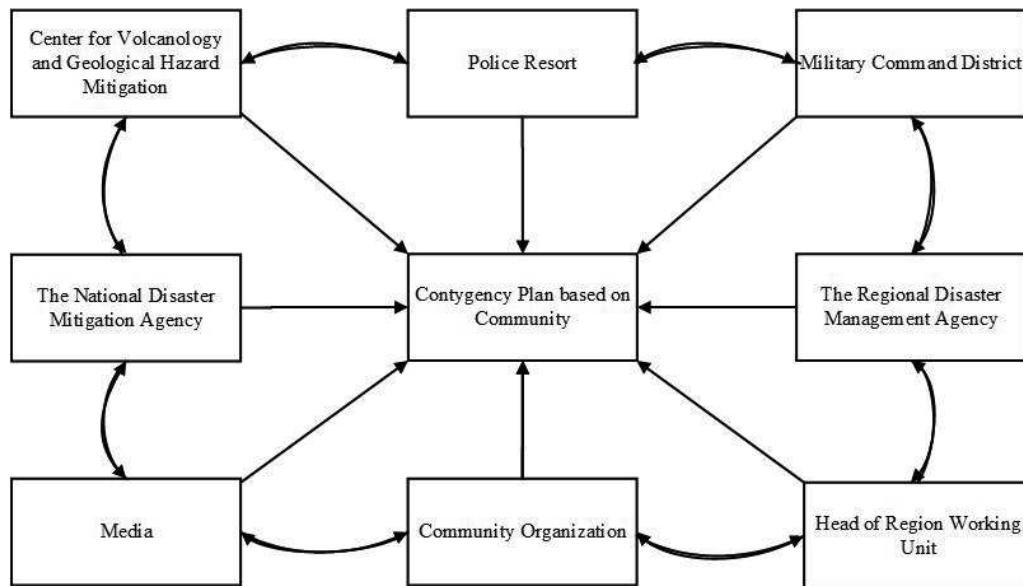 Center for Volcanology
and Geological Hazard
Mitigation
Police Resort
Military Command District
The National Disaster
Mitigation Agency
Contygency Plan based on
Community
The Regional Disaster
Management Agency
Media
Community Organization
Head of Region Working
Unit